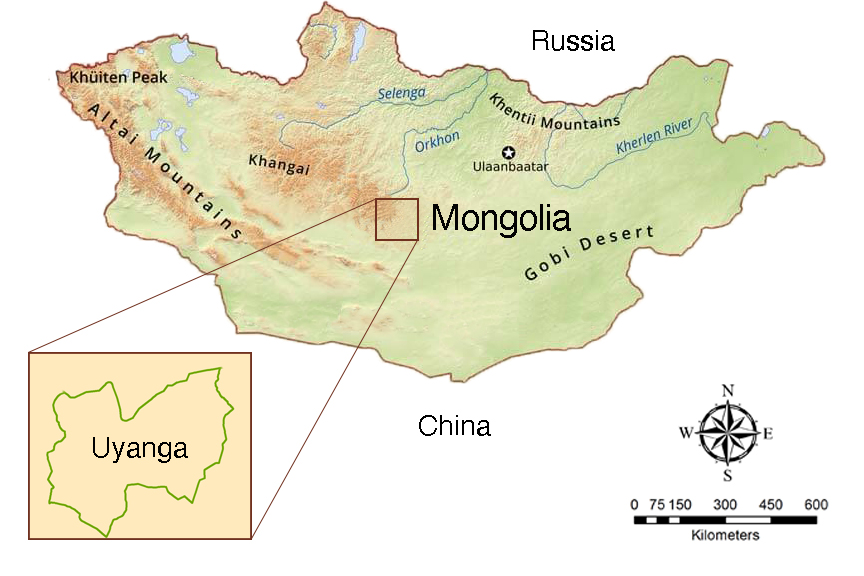 Russia
Khüiten Peak
Selenga
Khentii Mountains
Altai Mountains
Orkhon
Kherlen River
Khangai
Ulaanbaatar
Mongolia
Gobi Desert
Uyanga
China
N
W
E
S
0 75 150 300 450 600
Kilometers